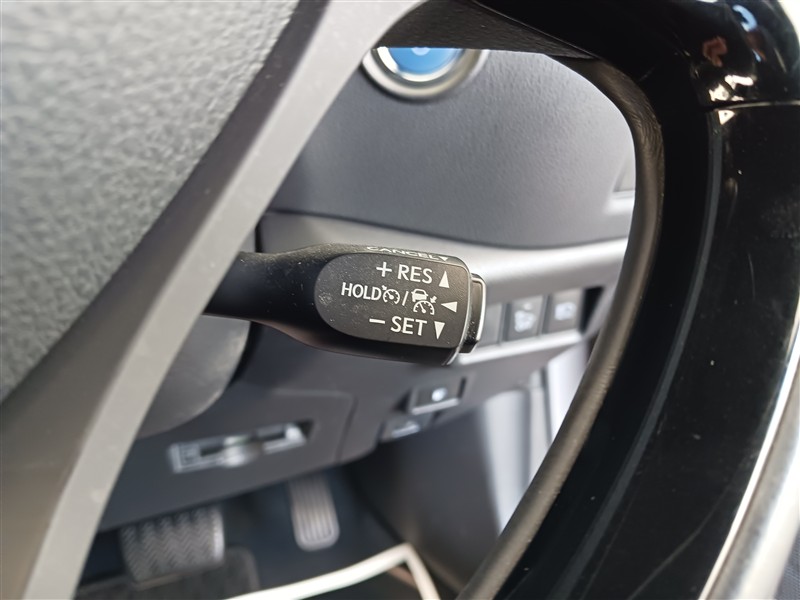 CANCEL
+ RES ▲
HOLD / ◀
− SET ▼